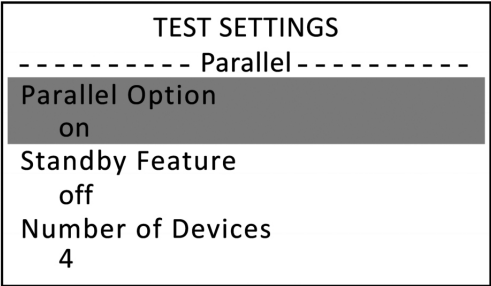 TEST SETTINGS
- - - - - - - - - - Parallel - - - - - - - - - -
Parallel Option
on
Standby Feature
off
Number of Devices
4